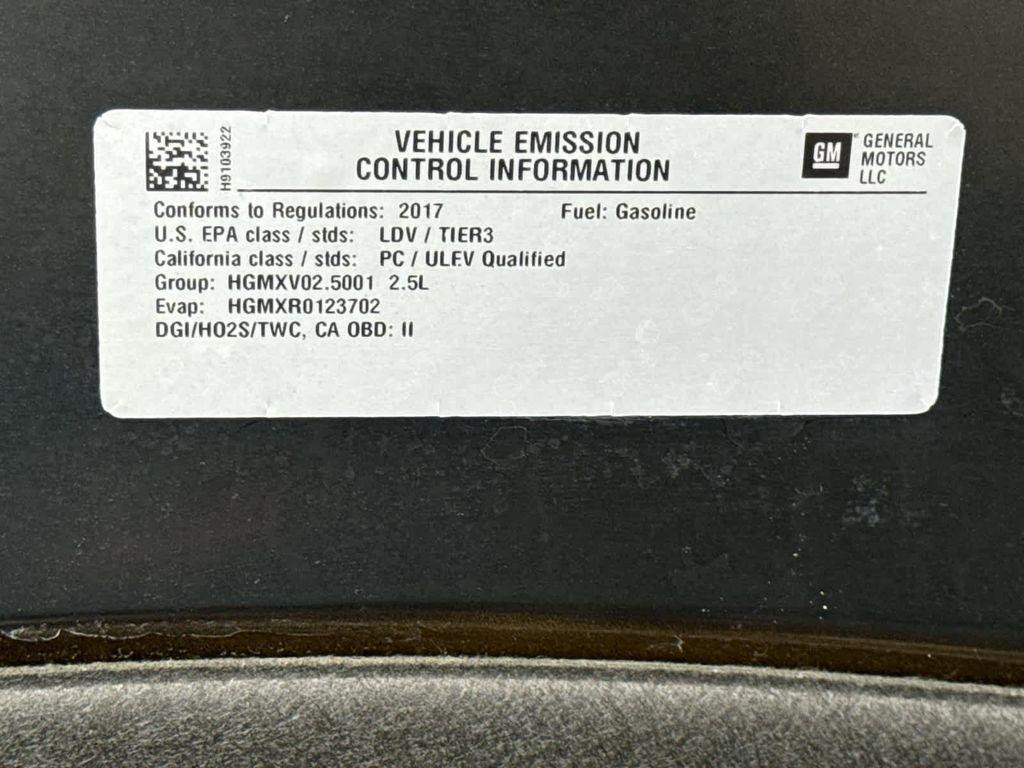 H9103922
VEHICLE EMISSION
CONTROL INFORMATION
GM
GENERAL
MOTORS
LLC
Conforms to Regulations: 2017 Fuel: Gasoline
U.S. EPA class / stds: LDV / TIER3
California class / stds: PC / ULEV Qualified
Group: HGMXV02.5001 2.5L
Evap: HGMXR0123702
DGI/HO2S/TWC, CA OBD: II